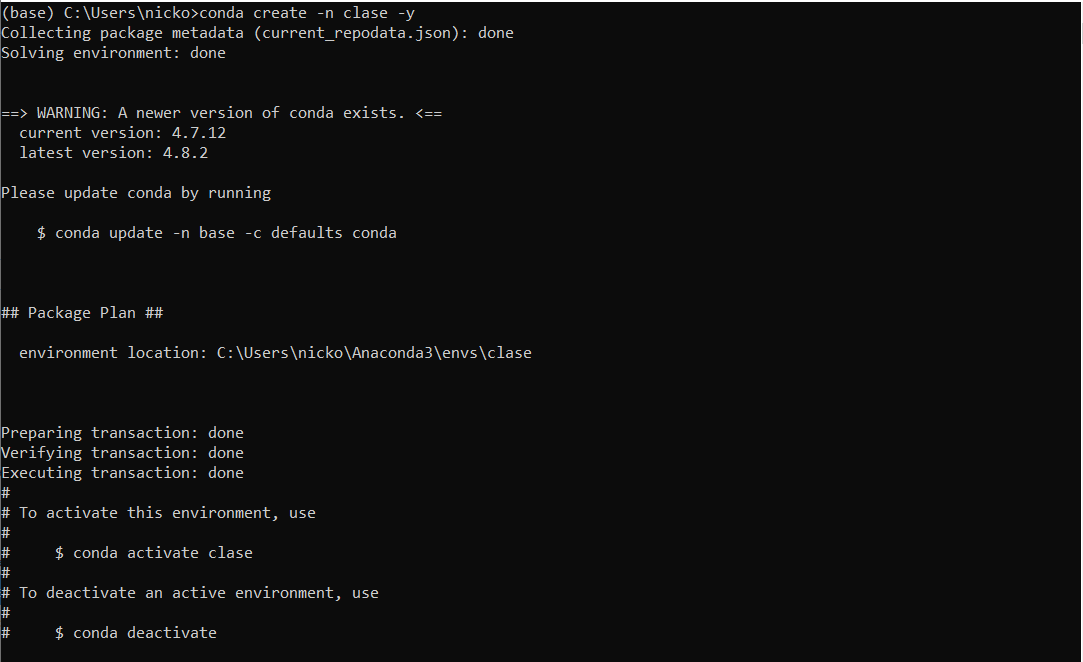 (base) C:\Users\nicko>conda create -n clase -y
Collecting package metadata (current_repodata.json): done
Solving environment: done
==> WARNING: A newer version of conda exists. <==
  current version: 4.7.12
  latest version: 4.8.2
Please update conda by running
    $ conda update -n base -c defaults conda
## Package Plan ##
  environment location: C:\Users\nicko\Anaconda3\envs\clase
Preparing transaction: done
Verifying transaction: done
Executing transaction: done
#
# To activate this environment, use
#
#     $ conda activate clase
#
# To deactivate an active environment, use
#
#     $ conda deactivate